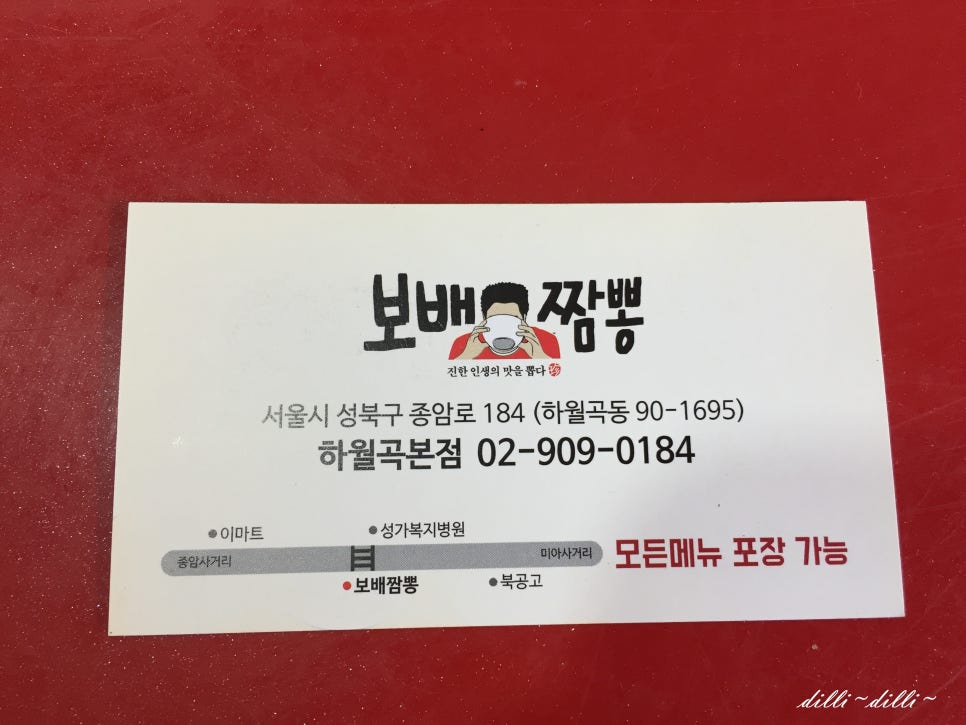 보배짬뽕
진한 인생의 맛을 뽑다
서울시 성북구 종암로 184 (하월곡동 90-1695)
하월곡본점 02-909-0184
이마트
성가복지병원
종암사거리
미아사거리
보배짬뽕
북공고
모든메뉴 포장 가능
dilli~dilli~